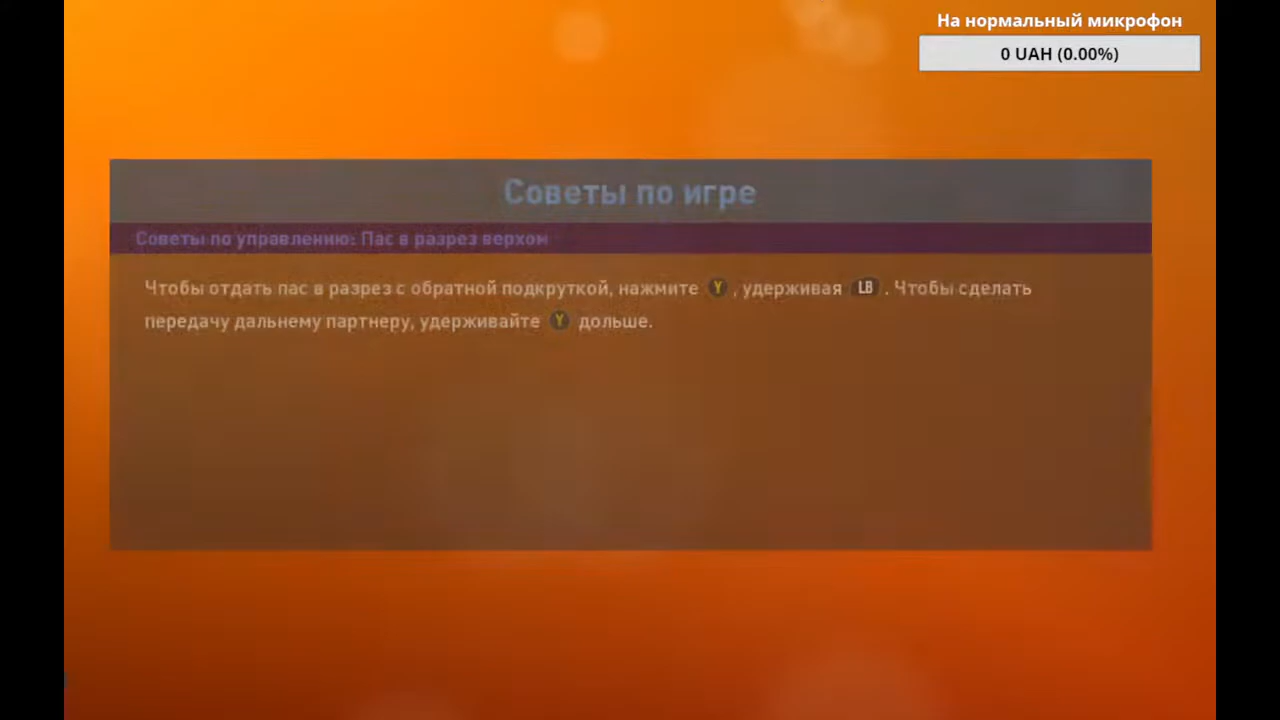 На нормальный микрофон
0 UAH (0.00%)
Советы по игре
Советы по управлению: Пас в разрез верхом
Чтобы отдать пас в разрез с обратной подкруткой, нажмите Y , удерживая LB . Чтобы сделать
передачу дальнему партнеру, удерживайте Y дольше.